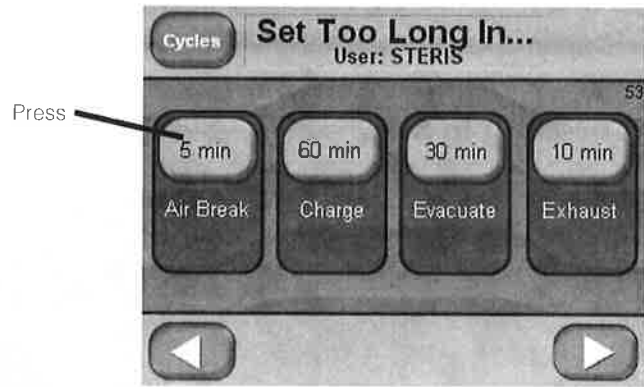 Cycles
Set Too Long In...
User: STERIS
53
Press
5 min
60 min
30 min
10 min
Air Break
Charge
Evacuate
Exhaust